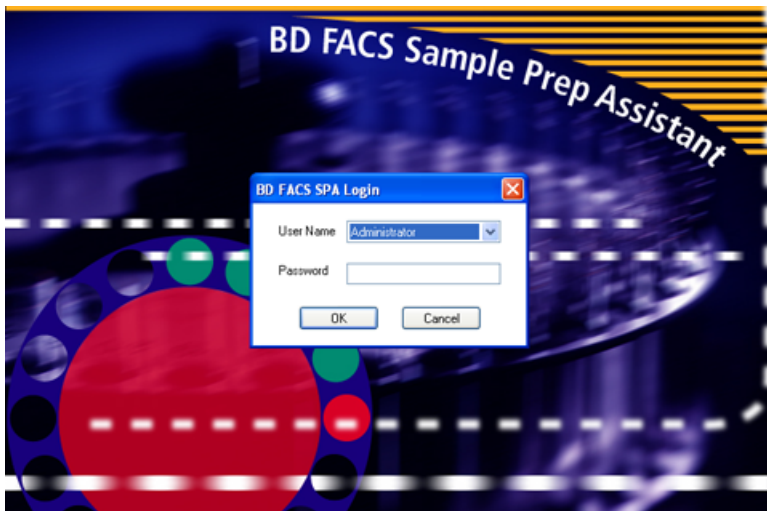 BD FACS Sample Prep Assistant
BD FACS SPA Login
User Name Administrator
Password
OK Cancel